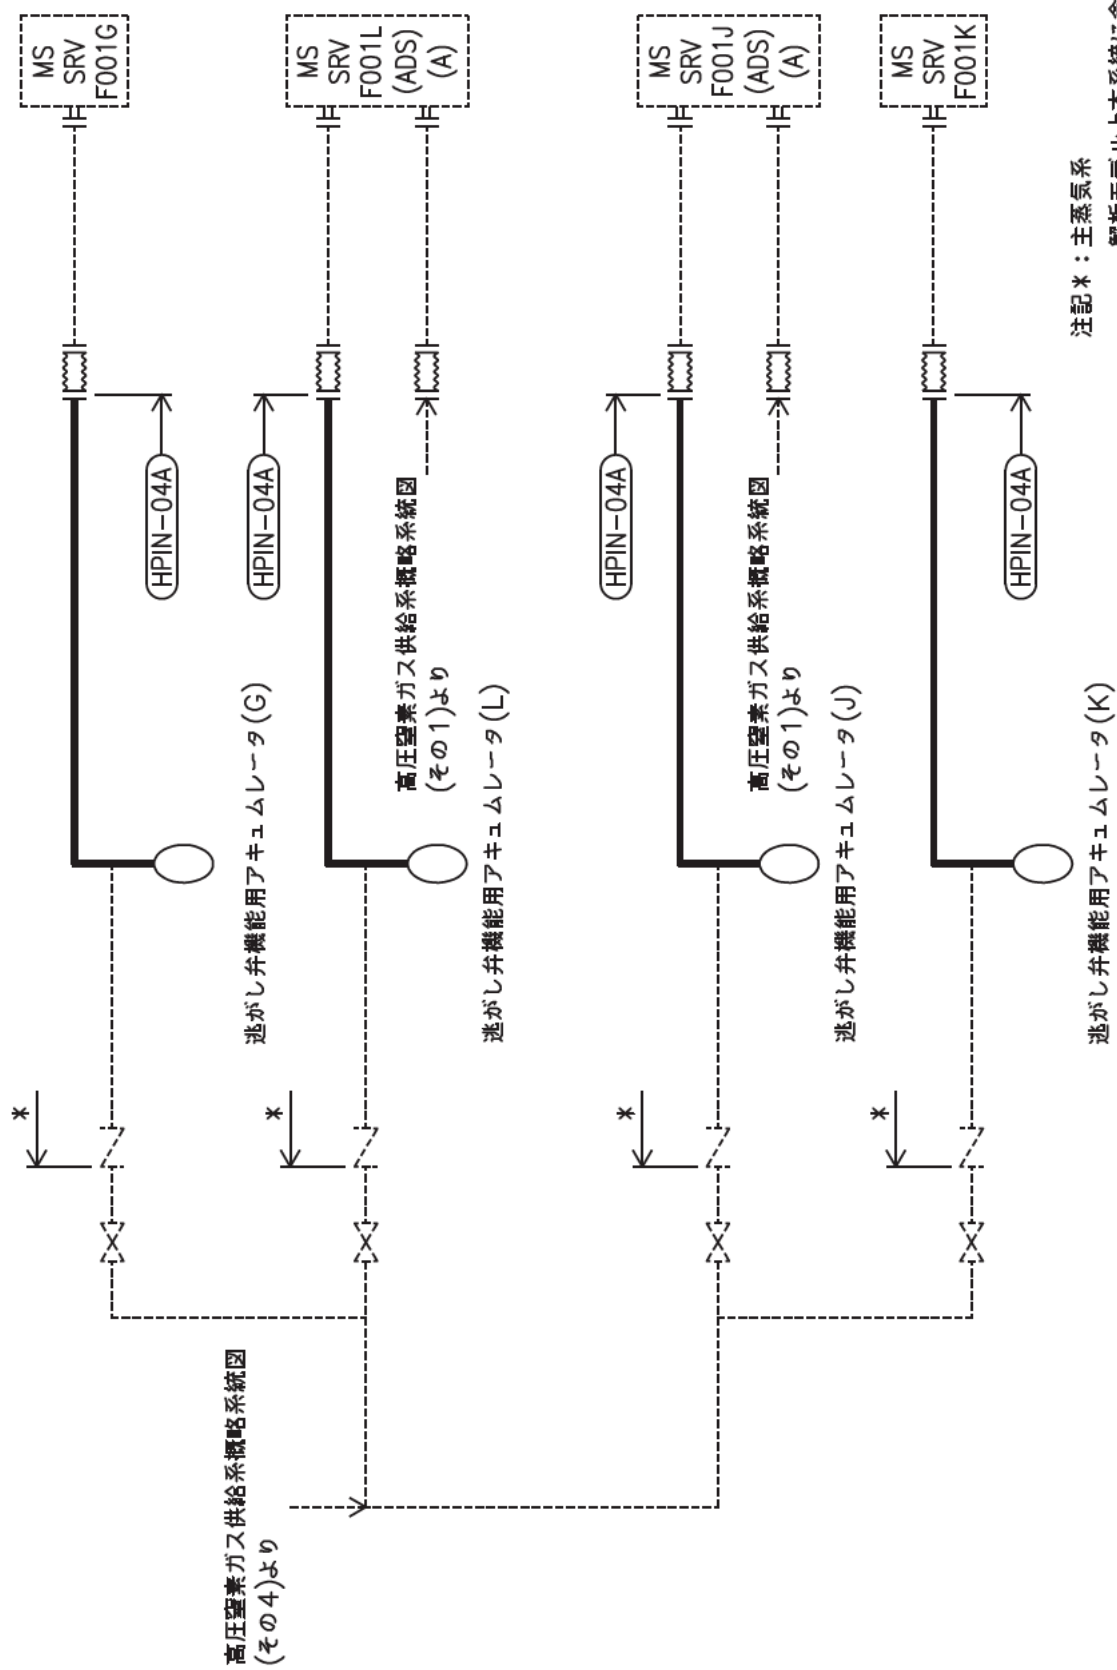 高圧窒素ガス供給系概略系統図
(その4)より
*
*
*
*
逃がし弁機能用アキュムレータ(G)
逃がし弁機能用アキュムレータ(L)
逃がし弁機能用アキュムレータ(J)
逃がし弁機能用アキュムレータ(K)
高圧窒素ガス供給系概略系統図
(その1)より
高圧窒素ガス供給系概略系統図
(その1)より
HPIN-04A
HPIN-04A
HPIN-04A
HPIN-04A
MS
SRV
F001G
MS
SRV
F001L
(ADS)
(A)
MS
SRV
F001J
(ADS)
(A)
MS
SRV
F001K
注記*:主蒸気系